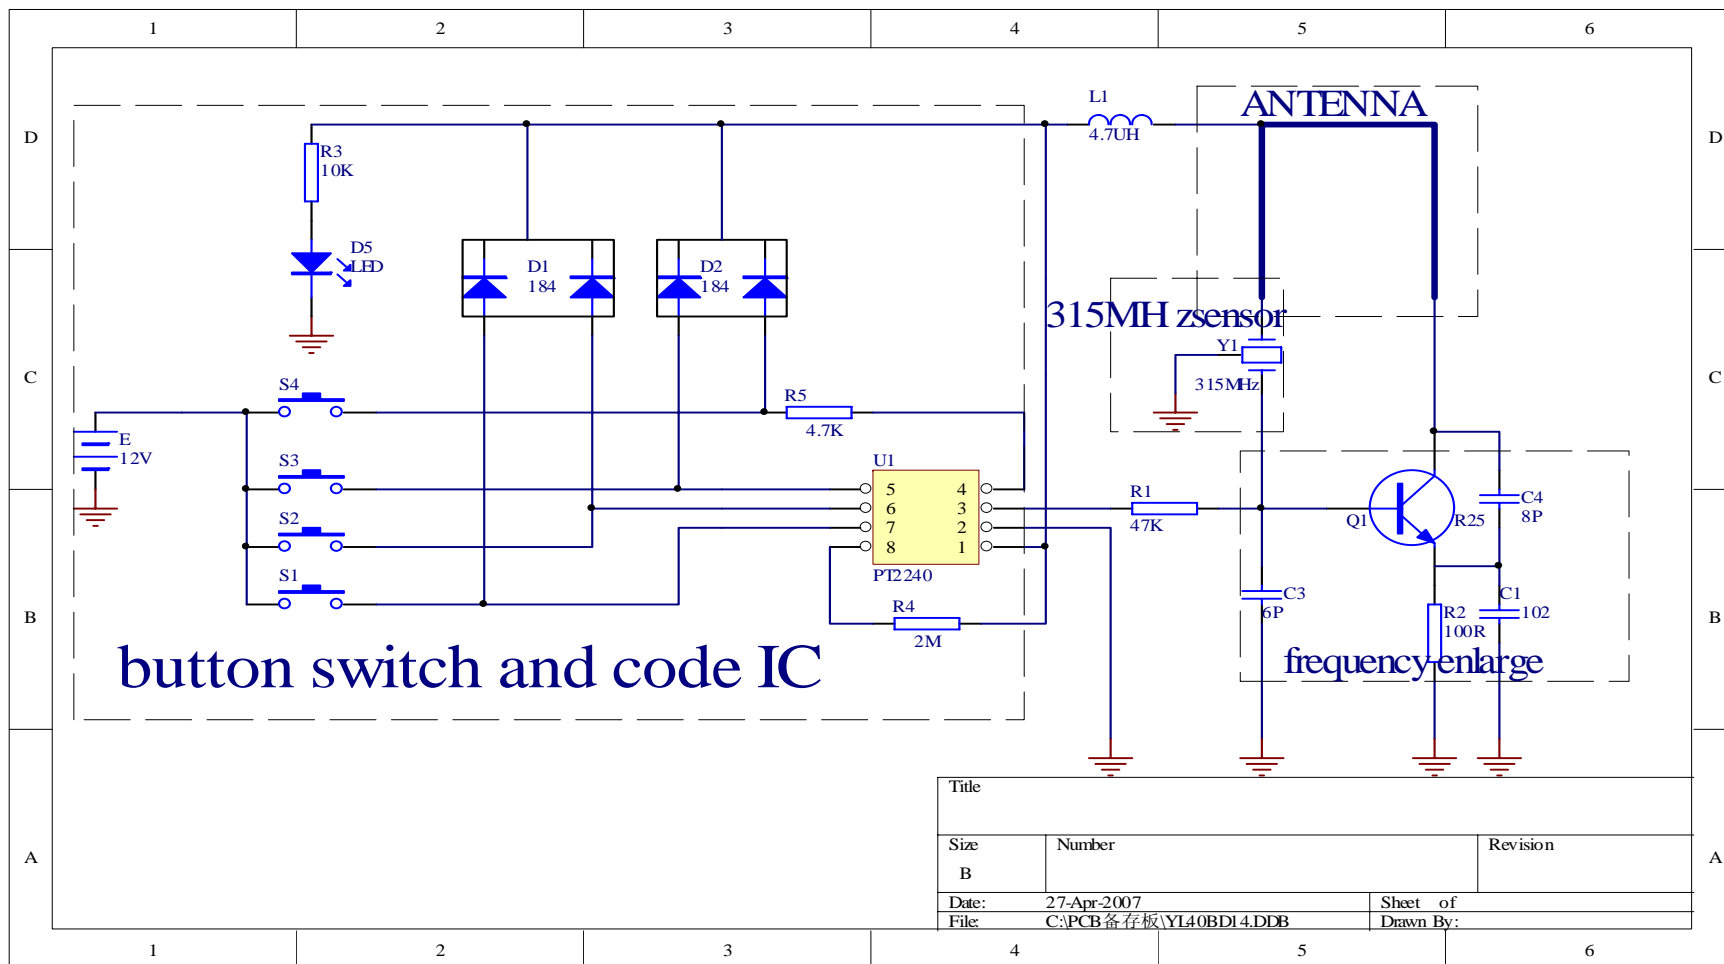 1 2 3 4 5 6
D D
C C
B B
A A
ANTENNA
L1
4.7UH
R3
10K
D5
LED
D1
184
D2
184
315MH zsensor
Y1
315MHz
S4
R5
4.7K
E
12V
S3
U1
5 4
6 3
7 2
8 1
PT2240
R1
47K
Q1
R25
C4
8P
S2
S1
R4
2M
C3
6P
R2
100R
C1
102
button switch and code IC
frequency enlarge
Title
Size
B
Number
Revision
Date: 27-Apr-2007
Sheet of
File: C:\PCB备存板\YL40BD14.DDB
Drawn By:
1 2 3 4 5 6